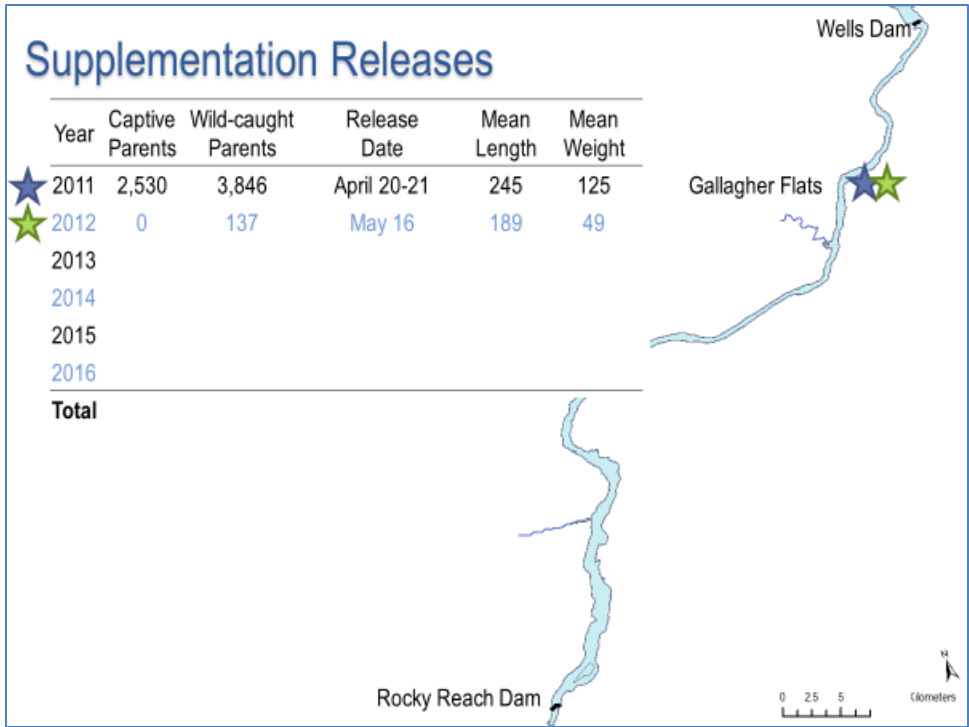 Supplementation Releases
Wells Dam
Year Captive Parents Wild-caught Parents Release Date Mean Length Mean Weight
2011 2,530 3,846 April 20-21 245 125
Gallagher Flats
2012 0 137 May 16 189 49
2013
2014
2015
2016
Total
Rocky Reach Dam
N
0 2.5 5